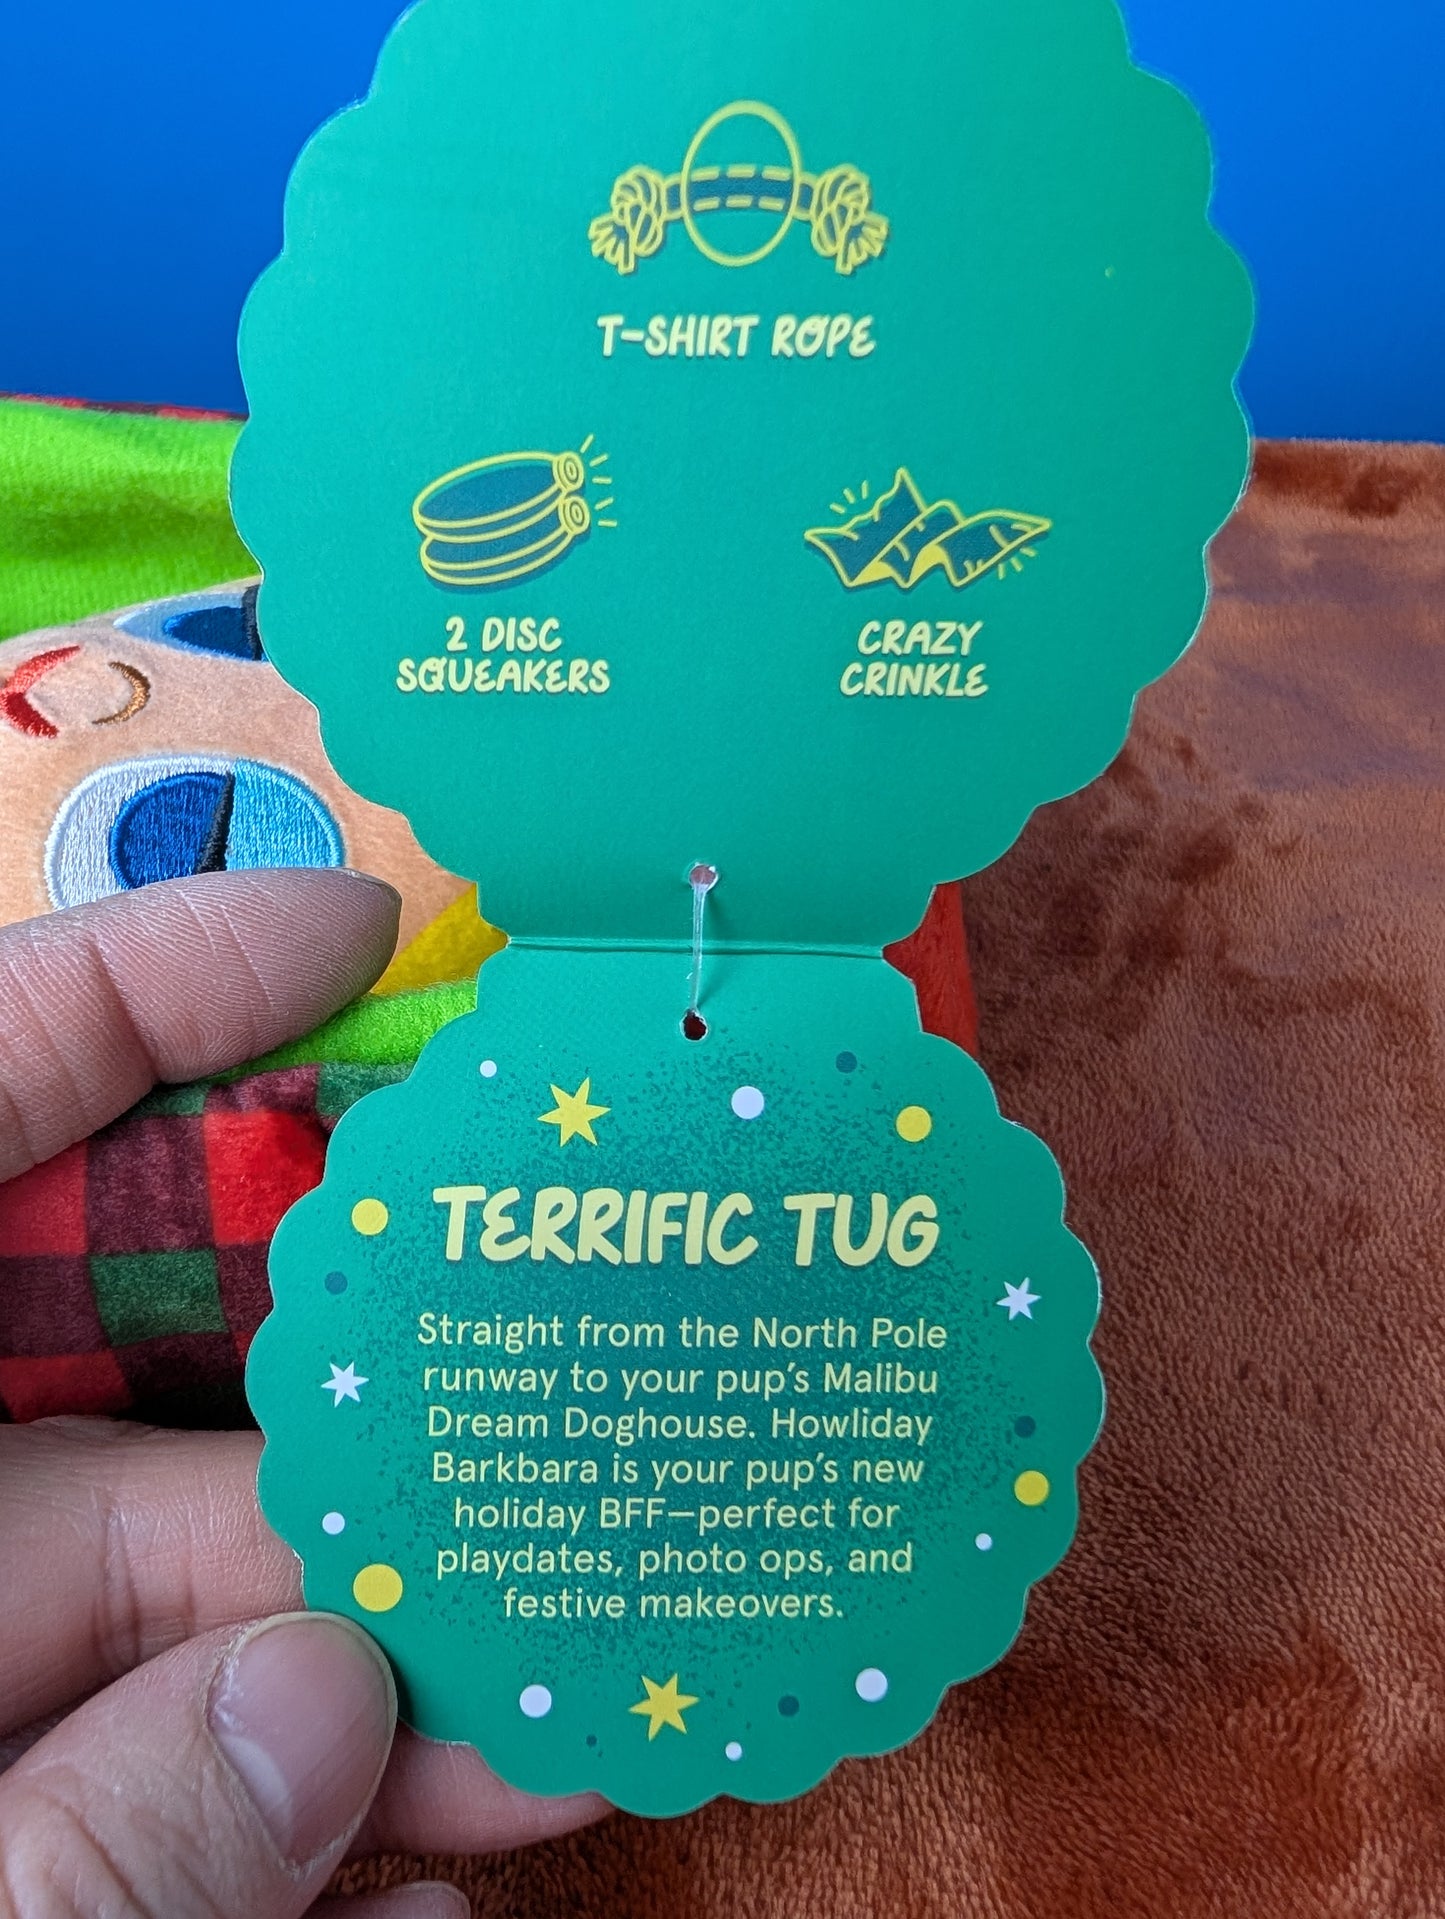 T-SHIRT ROPE
2 DISC
SQUEAKERS
CRAZY
CRINKLE
TERRIFIC TUG
Straight from the North Pole
runway to your pup's Malibu
Dream Doghouse. Howliday
Barkbara is your pup's new
holiday BFF—perfect for
playdates, photo ops, and
festive makeovers.